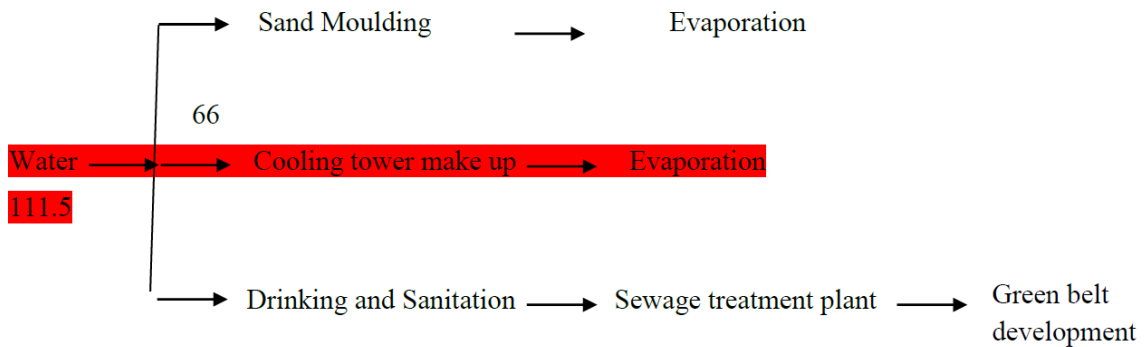 Sand Moulding Evaporation
66
Water Cooling tower make up Evaporation
111.5
Drinking and Sanitation Sewage treatment plant Green belt
development